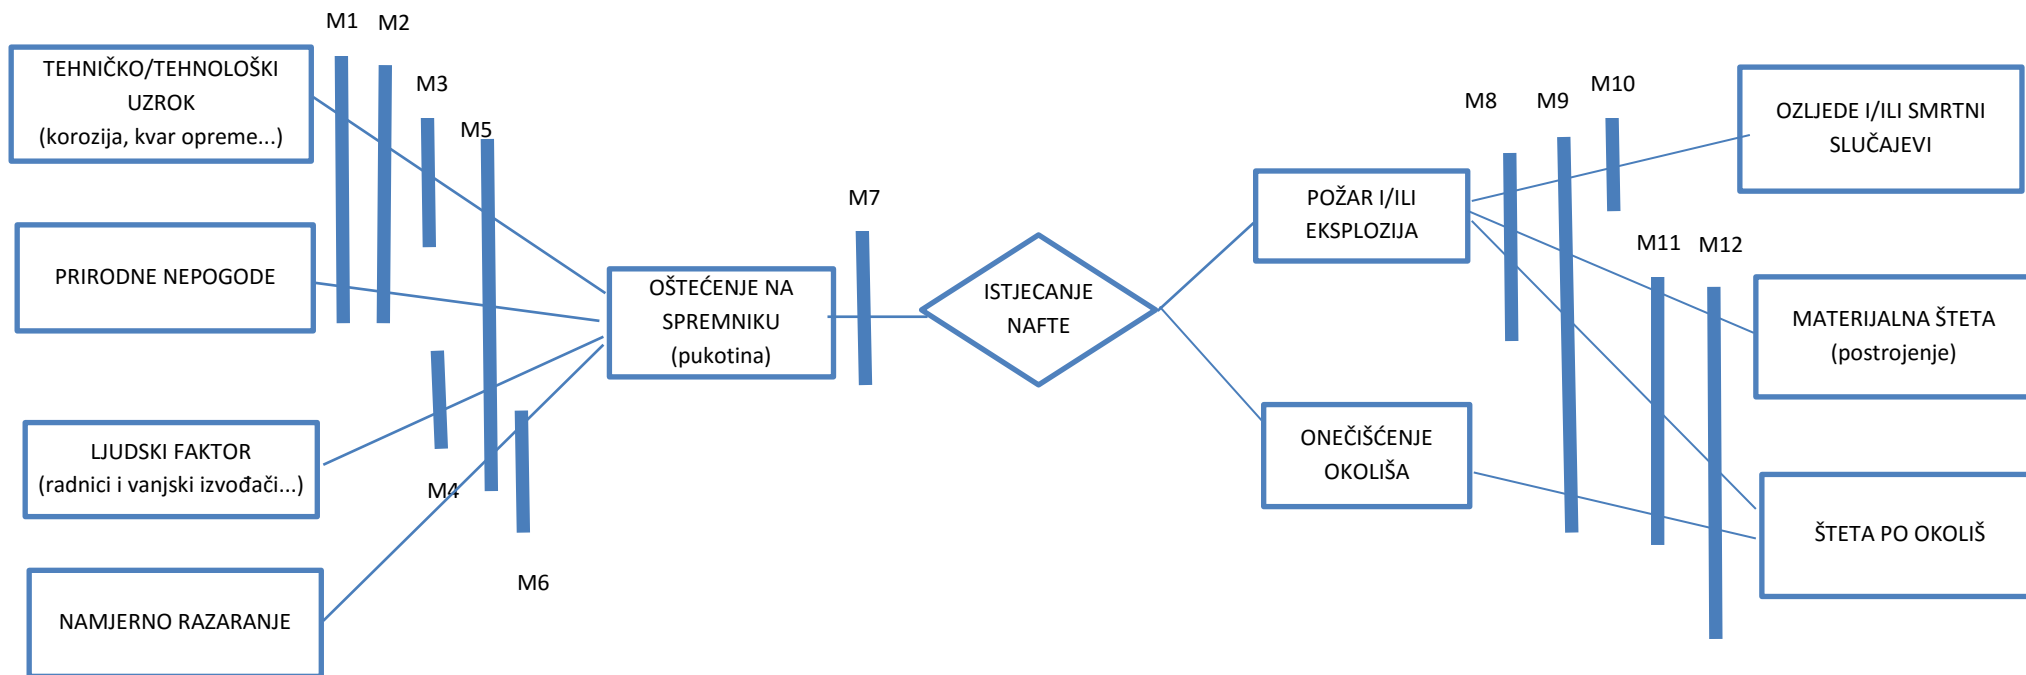 M1
M2
TEHNIČKO/TEHNOLOŠKI
UZROK
(korozija, kvar opreme...)
M3
M5
PRIRODNE NEPOGODE
LJUDSKI FAKTOR
(radnici i vanjski izvođači...)
M4
M6
NAMJERNO RAZARANJE
OŠTEĆENJE NA
SPREMNIKU
(pukotina)
M7
ISTJECANJE
NAFTE
POŽAR I/ILI
EKSPLOZIJA
ONEČIŠĆENJE
OKOLIŠA
M8
M9
M10
M11
M12
OZLJEDE I/ILI SMRTNI
SLUČAJEVI
MATERIJALNA ŠTETA
(postrojenje)
ŠTETA PO OKOLIŠ